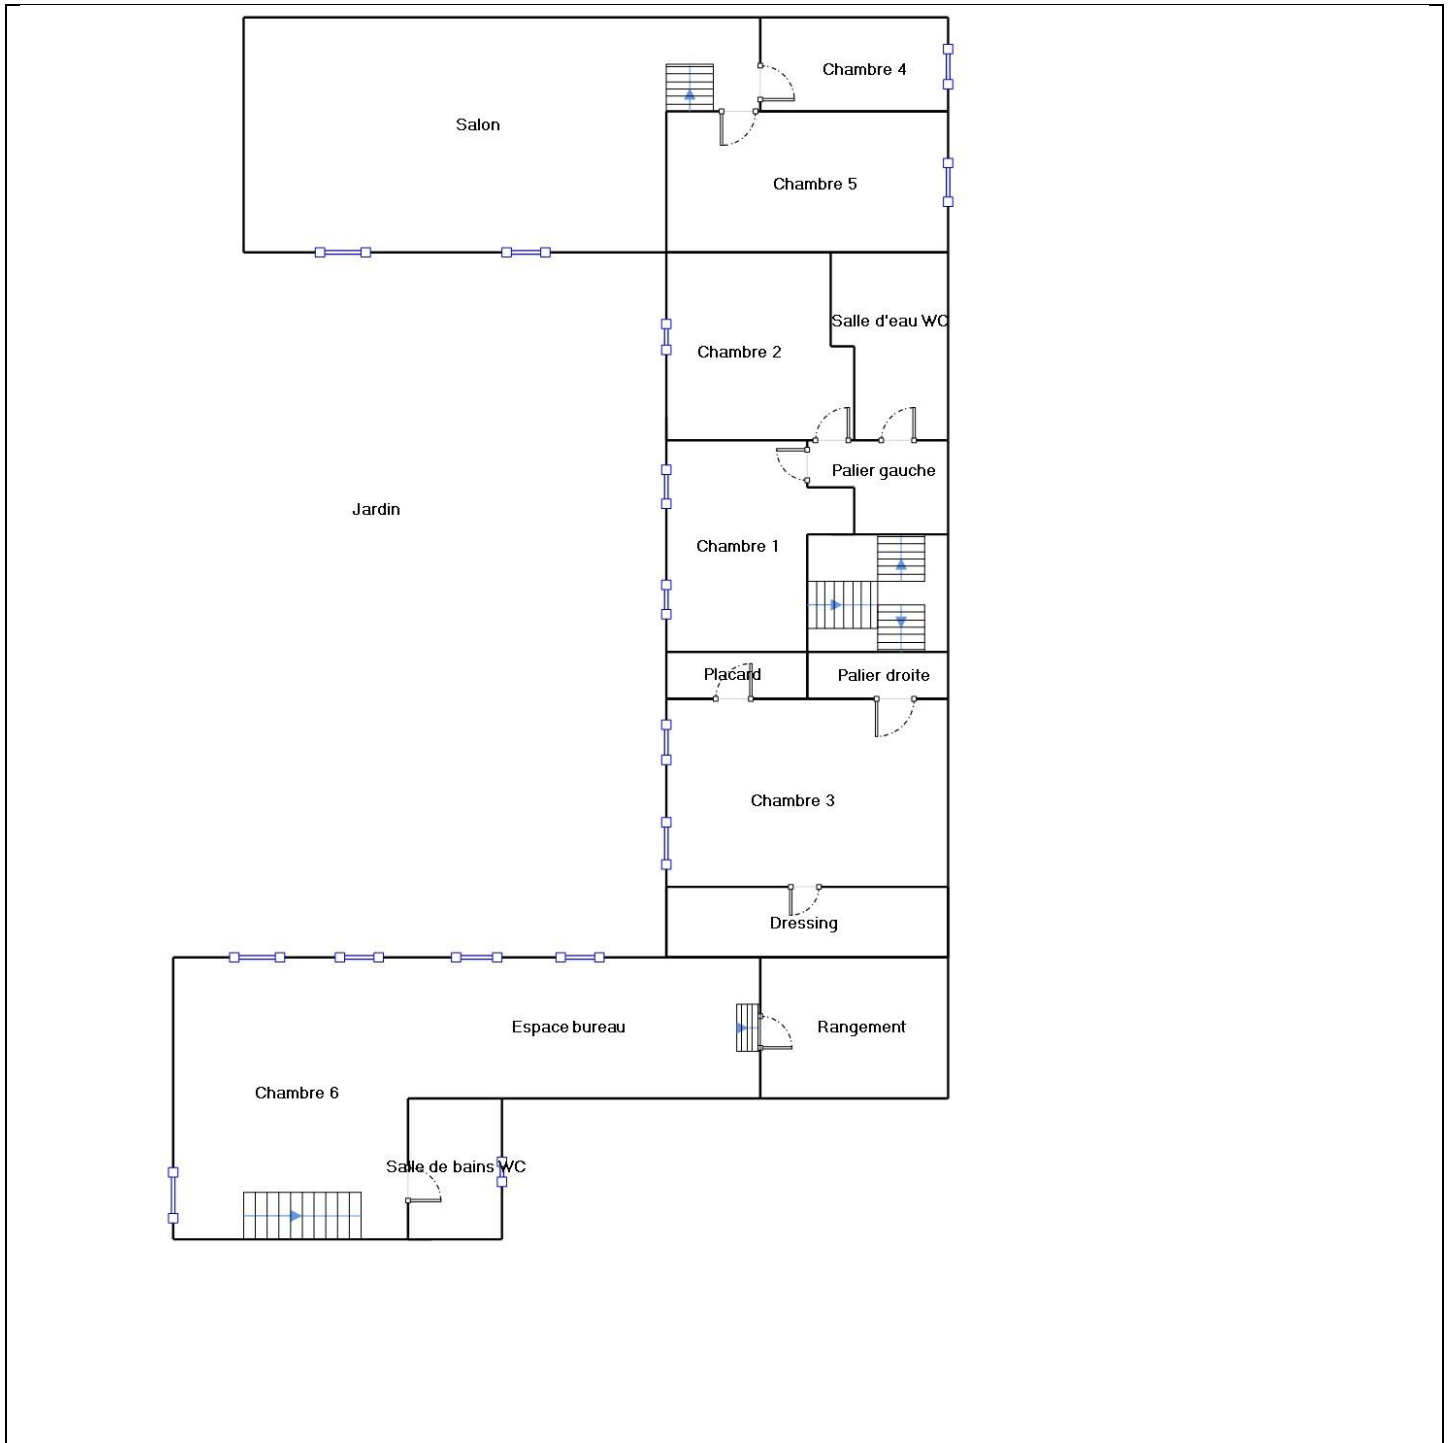 Chambre 4
Salon
Chambre 5
Salle d'eau WC
Chambre 2
Palier gauche
Jardin
Chambre 1
Placard
Palier droite
Chambre 3
Dressing
Espace bureau
Rangement
Chambre 6
Salle de bains WC